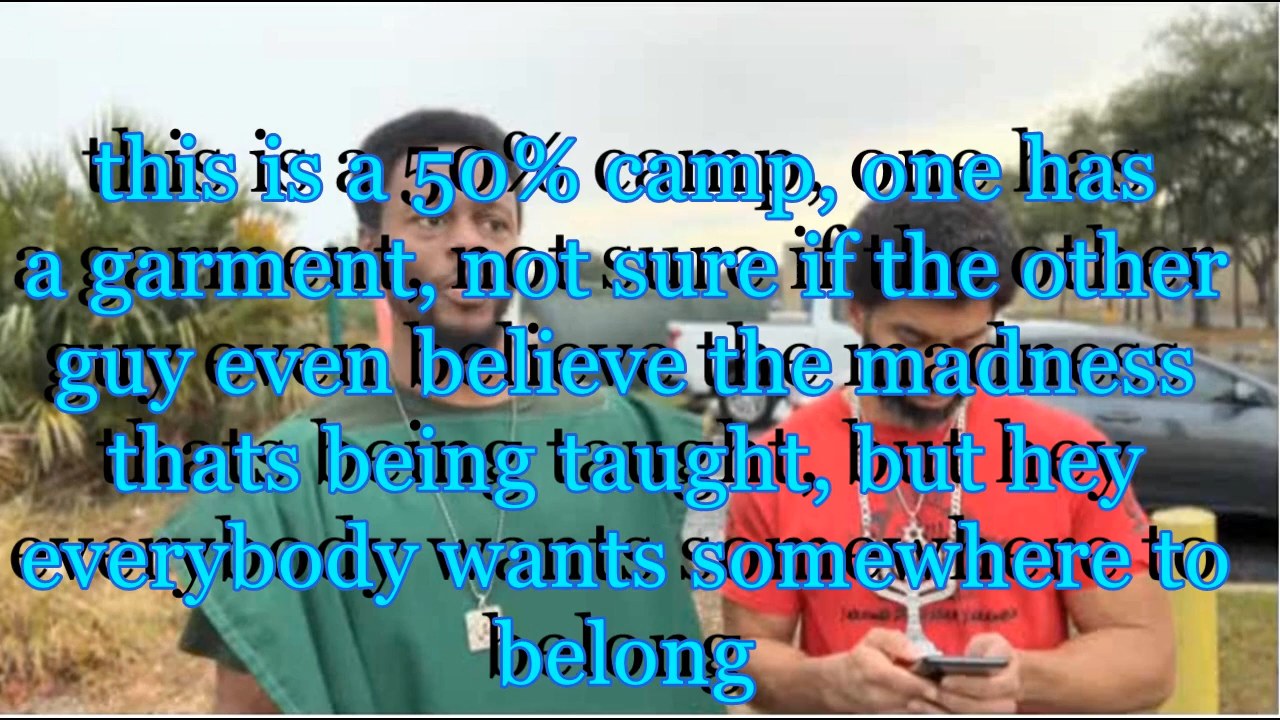 this is a 50% camp, one has
a garment, not sure if the other
guy even believe the madness
thats being taught, but hey
everybody wants somewhere to
belong